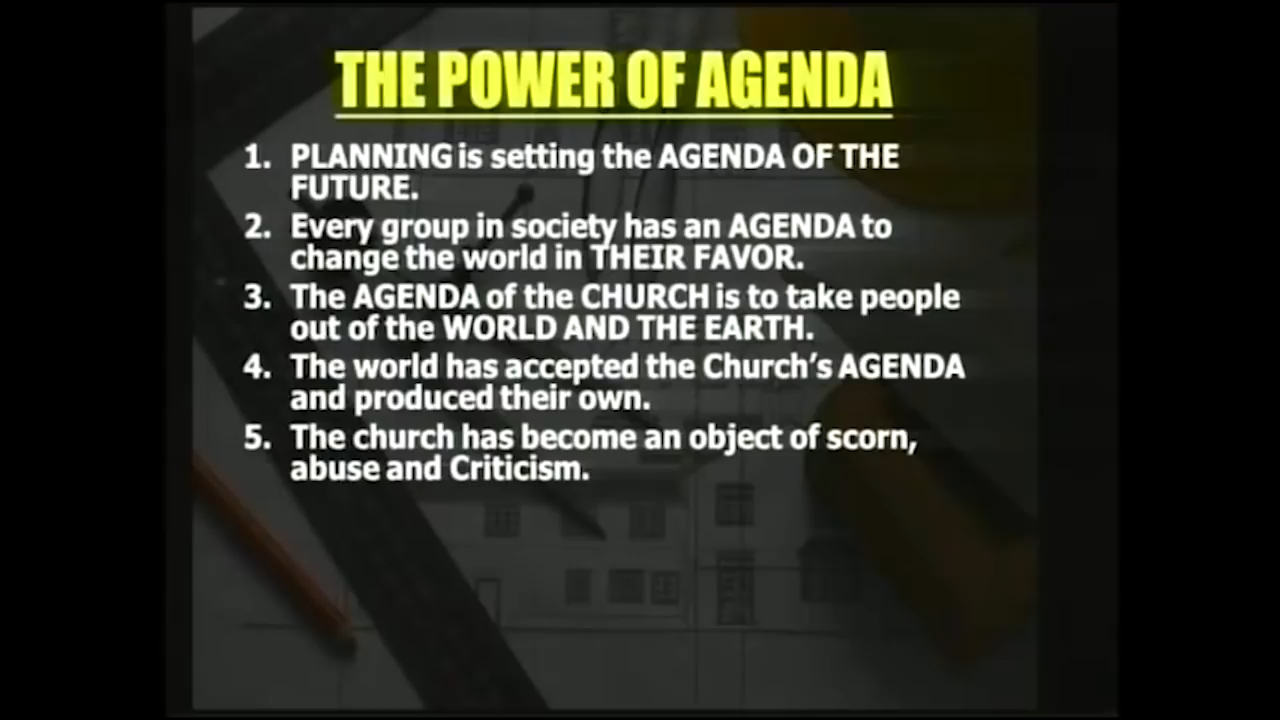 THE POWER OF AGENDA
1. PLANNING is setting the AGENDA OF THE
FUTURE.
2. Every group in society has an AGENDA to
change the world in THEIR FAVOR.
3. The AGENDA of the CHURCH is to take people
out of the WORLD AND THE EARTH.
4. The world has accepted the Church's AGENDA
and produced their own.
5. The church has become an object of scorn,
abuse and Criticism.